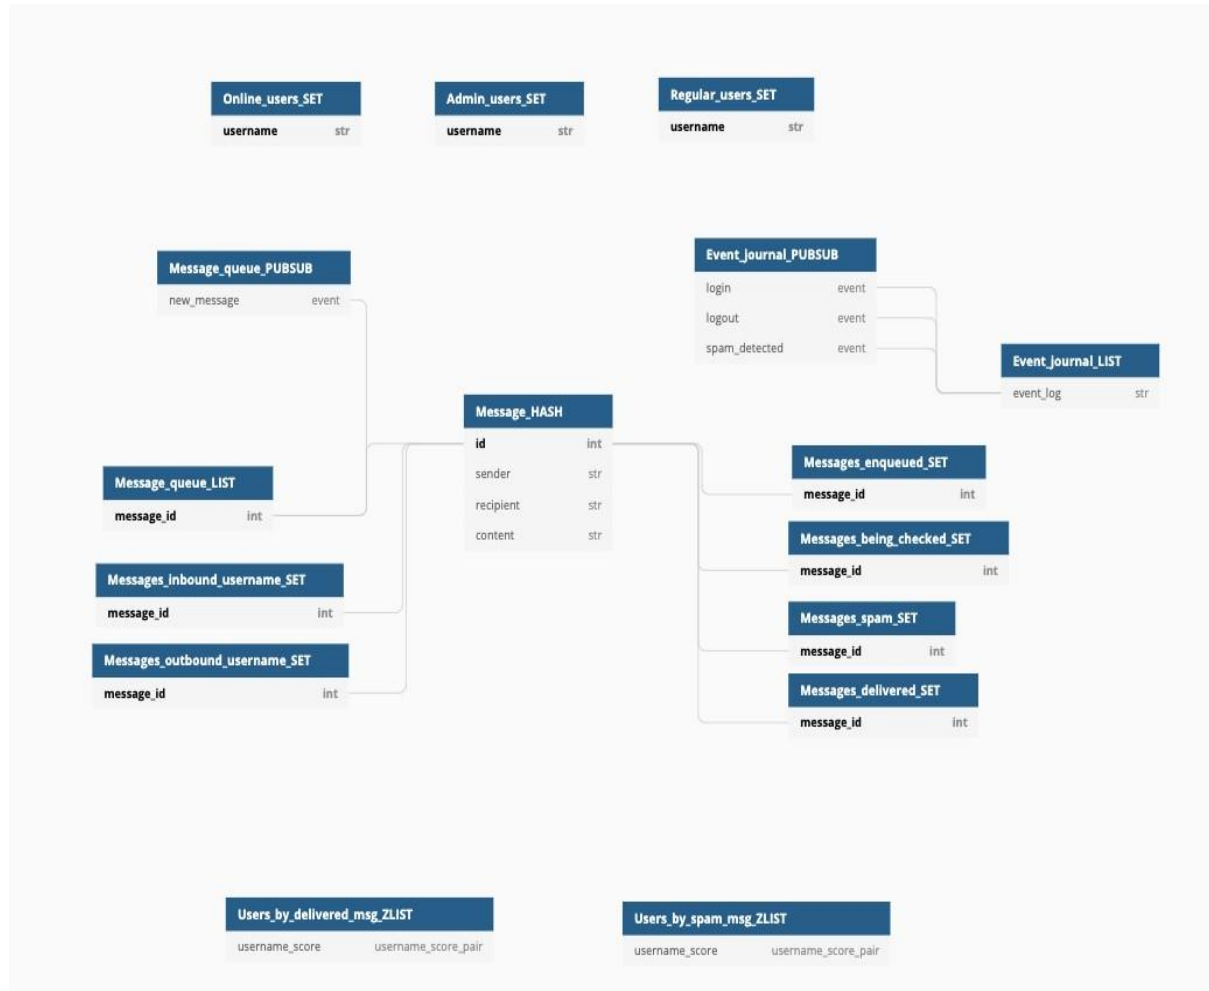 Online_users_SET
username str
Admin_users_SET
username str
Regular_users_SET
username str
Message_queue_PUBSUB
new_message event
Event_journal_PUBSUB
login event
logout event
spam_detected event
Event_journal_LIST
event_log str
Message_HASH
id int
sender str
recipient str
content str
Message_queue_LIST
message_id int
Messages_inbound_username_SET
message_id int
Messages_outbound_username_SET
message_id int
Messages_enqueued_SET
message_id int
Messages_being_checked_SET
message_id int
Messages_spam_SET
message_id int
Messages_delivered_SET
message_id int
Users_by_delivered_msg_ZLIST
username_score username_score_pair
Users_by_spam_msg_ZLIST
username_score username_score_pair